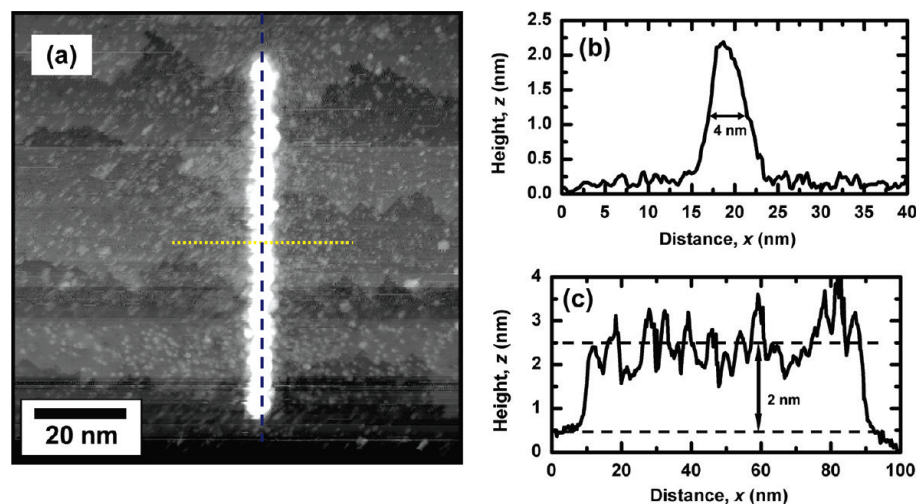 (a)
20 nm
(b)
Height, z (nm)
2.5
2.0
1.5
1.0
0.5
0.0
4 nm
0 5 10 15 20 25 30 35 40
Distance, x (nm)
(c)
Height, z (nm)
4
3
2
1
0
2 nm
0 20 40 60 80 100
Distance, x (nm)